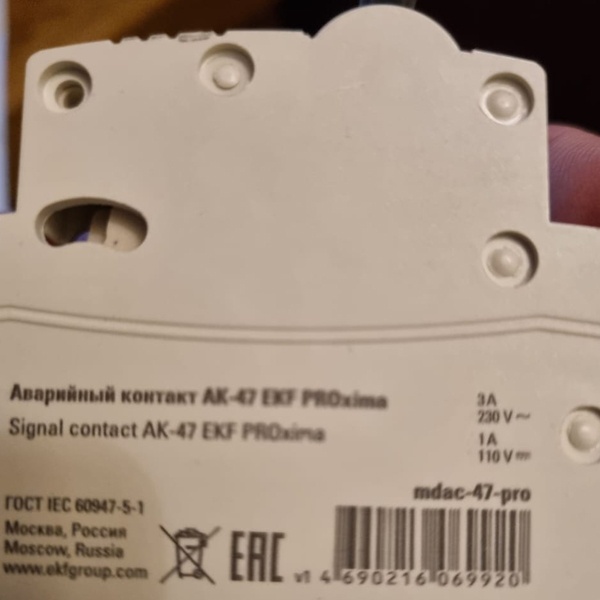 Аварийный контакт АК-47 EKF PROxima
Signal contact AK-47 EKF PROxima
3A
230 V ~
1A
110 V ⎓
mdac-47-pro
ГОСТ IEC 60947-5-1
Москва, Россия
Moscow, Russia
www.ekfgroup.com
EAC
v1 4 690216 069920